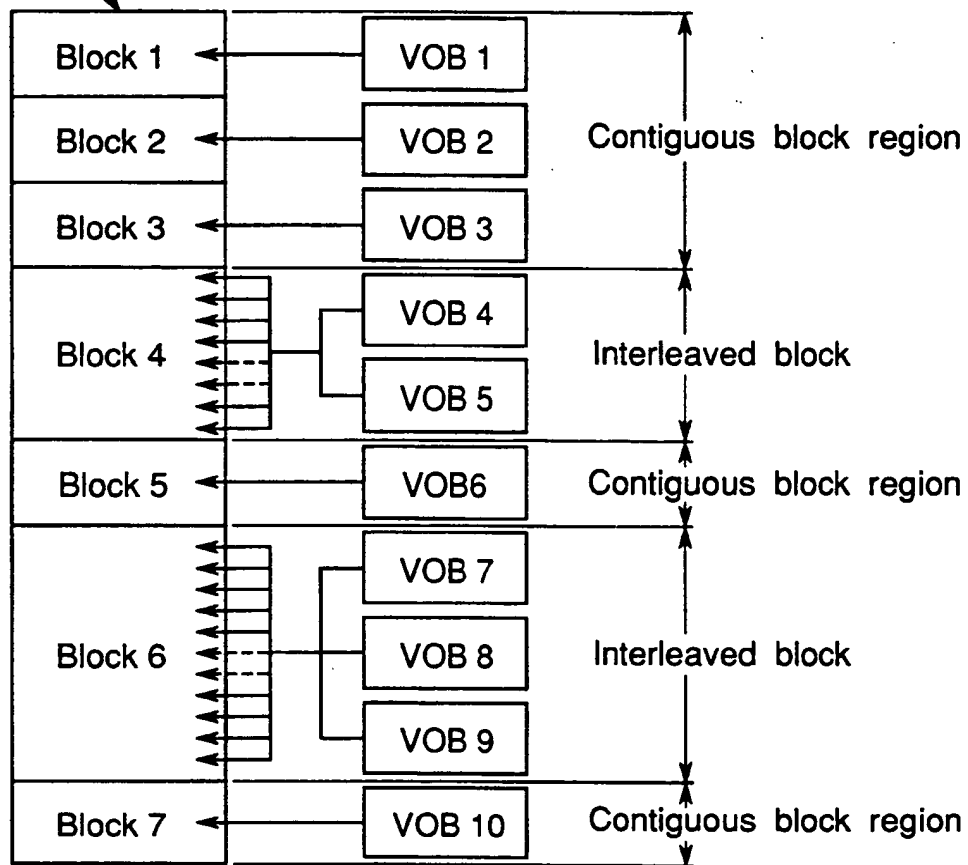 Block 1
VOB 1
Block 2
VOB 2
Contiguous block region
Block 3
VOB 3
VOB 4
Block 4
Interleaved block
VOB 5
Block 5
VOB6
Contiguous block region
VOB 7
Block 6
VOB 8
Interleaved block
VOB 9
Block 7
VOB 10
Contiguous block region